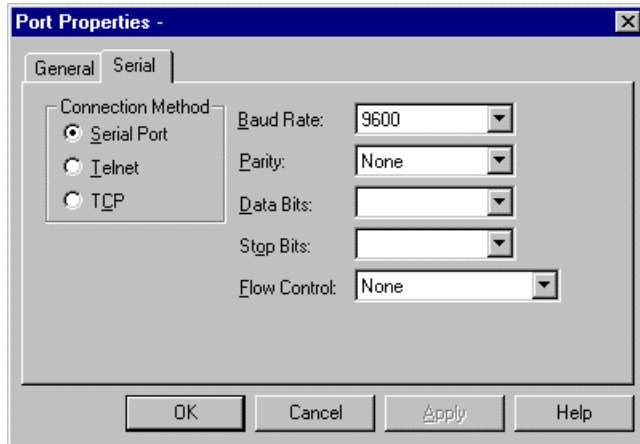 Port Properties -
General Serial
Connection Method
Serial Port
Telnet
TCP
Baud Rate: 9600
Parity: None
Data Bits:
Stop Bits:
Flow Control: None
OK Cancel Apply Help